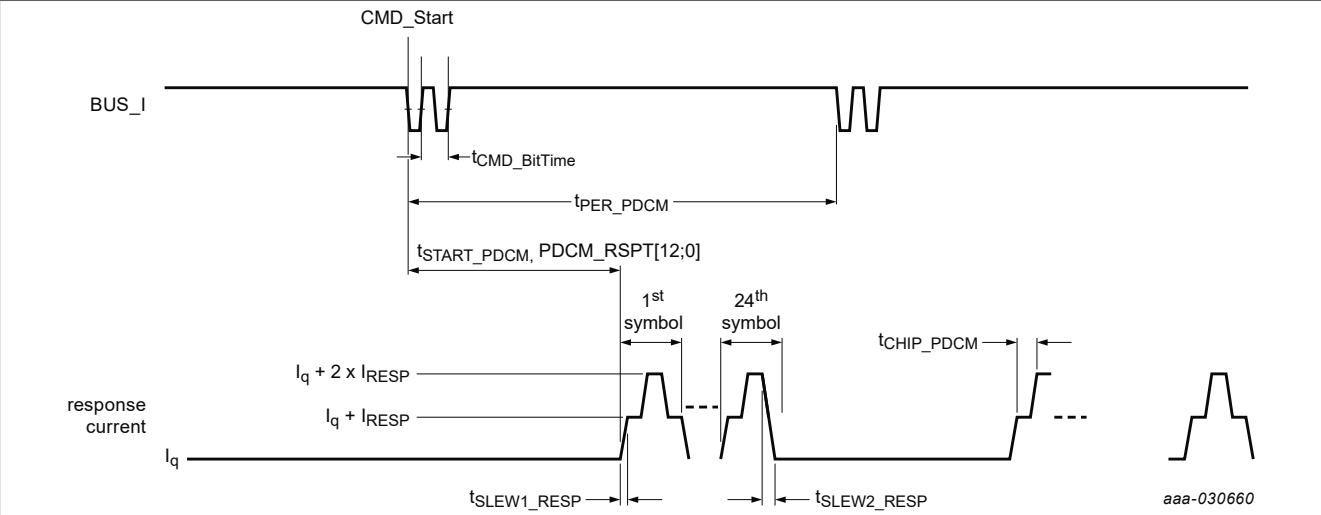 CMD_Start
BUS_I
tCMD_BitTime
tPER_PDCM
tSTART_PDCM, PDCM_RSPT[12;0]
1st
symbol
24th
symbol
tCHIP_PDCM
Iq + 2 x IRESP
Iq + IRESP
response
current
Iq
tSLEW1_RESP
tSLEW2_RESP
aaa-030660